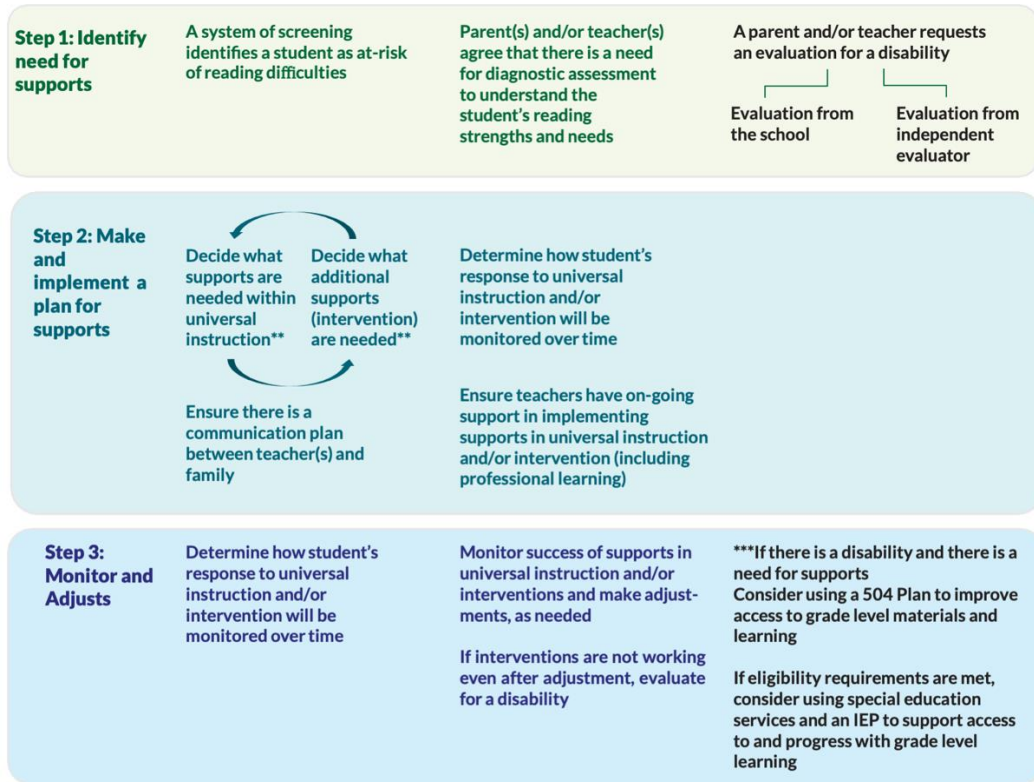 Step 1: Identify
need for
supports
A system of screening
identifies a student as at-risk
of reading difficulties
Parent(s) and/or teacher(s)
agree that there is a need
for diagnostic assessment
to understand the
student's reading
strengths and needs
A parent and/or teacher requests
an evaluation for a disability
Evaluation from
the school
Evaluation from
independent
evaluator
Step 2: Make
and
implement a
plan for
supports
Decide what
supports are
needed within
universal
instruction**
Decide what
additional
supports
(intervention)
are needed**
Ensure there is a
communication plan
between teacher(s) and
family
Determine how student's
response to universal
instruction and/or
intervention will be
monitored over time
Ensure teachers have on-going
support in implementing
supports in universal instruction
and/or intervention (including
professional learning)
Step 3:
Monitor and
Adjusts
Determine how student's
response to universal
instruction and/or
intervention will be
monitored over time
Monitor success of supports in
universal instruction and/or
interventions and make adjust-
ments, as needed
If interventions are not working
even after adjustment, evaluate
for a disability
***If there is a disability and there is a
need for supports
Consider using a 504 Plan to improve
access to grade level materials and
learning
If eligibility requirements are met,
consider using special education
services and an IEP to support access
to and progress with grade level
learning